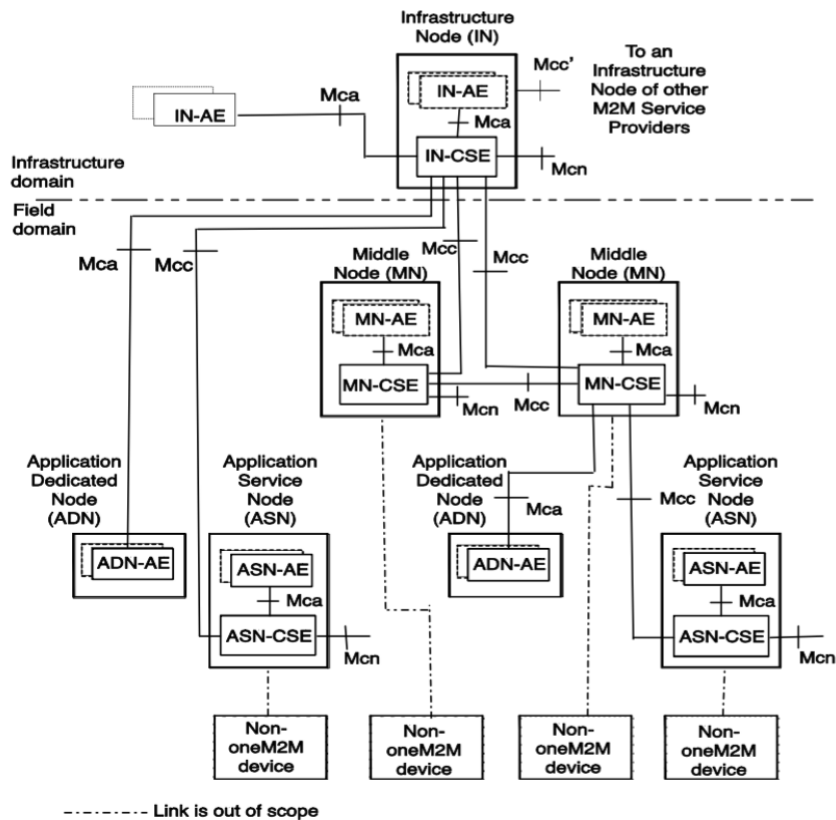 Infrastructure
Node (IN)
To an
Infrastructure
Node of other
M2M Service
Providers
Mcc'
IN-AE
Mca
IN-AE
Mca
IN-CSE
Mcn
Infrastructure
domain
Field
domain
Mca
Mcc
Mcc
Mcc
Middle
Node (MN)
Middle
Node (MN)
MN-AE
Mca
MN-CSE
Mcn
Mcc
MN-AE
Mca
MN-CSE
Mcn
Application
Dedicated
Node
(ADN)
Application
Service
Node
(ASN)
Application
Dedicated
Node
(ADN)
Application
Service
Node
(ASN)
Mca
Mcc
ADN-AE
ASN-AE
Mca
ASN-CSE
Mcn
ADN-AE
ASN-AE
Mca
ASN-CSE
Mcn
Non-
oneM2M
device
Non-
oneM2M
device
Non-
oneM2M
device
Non-
oneM2M
device
Link is out of scope